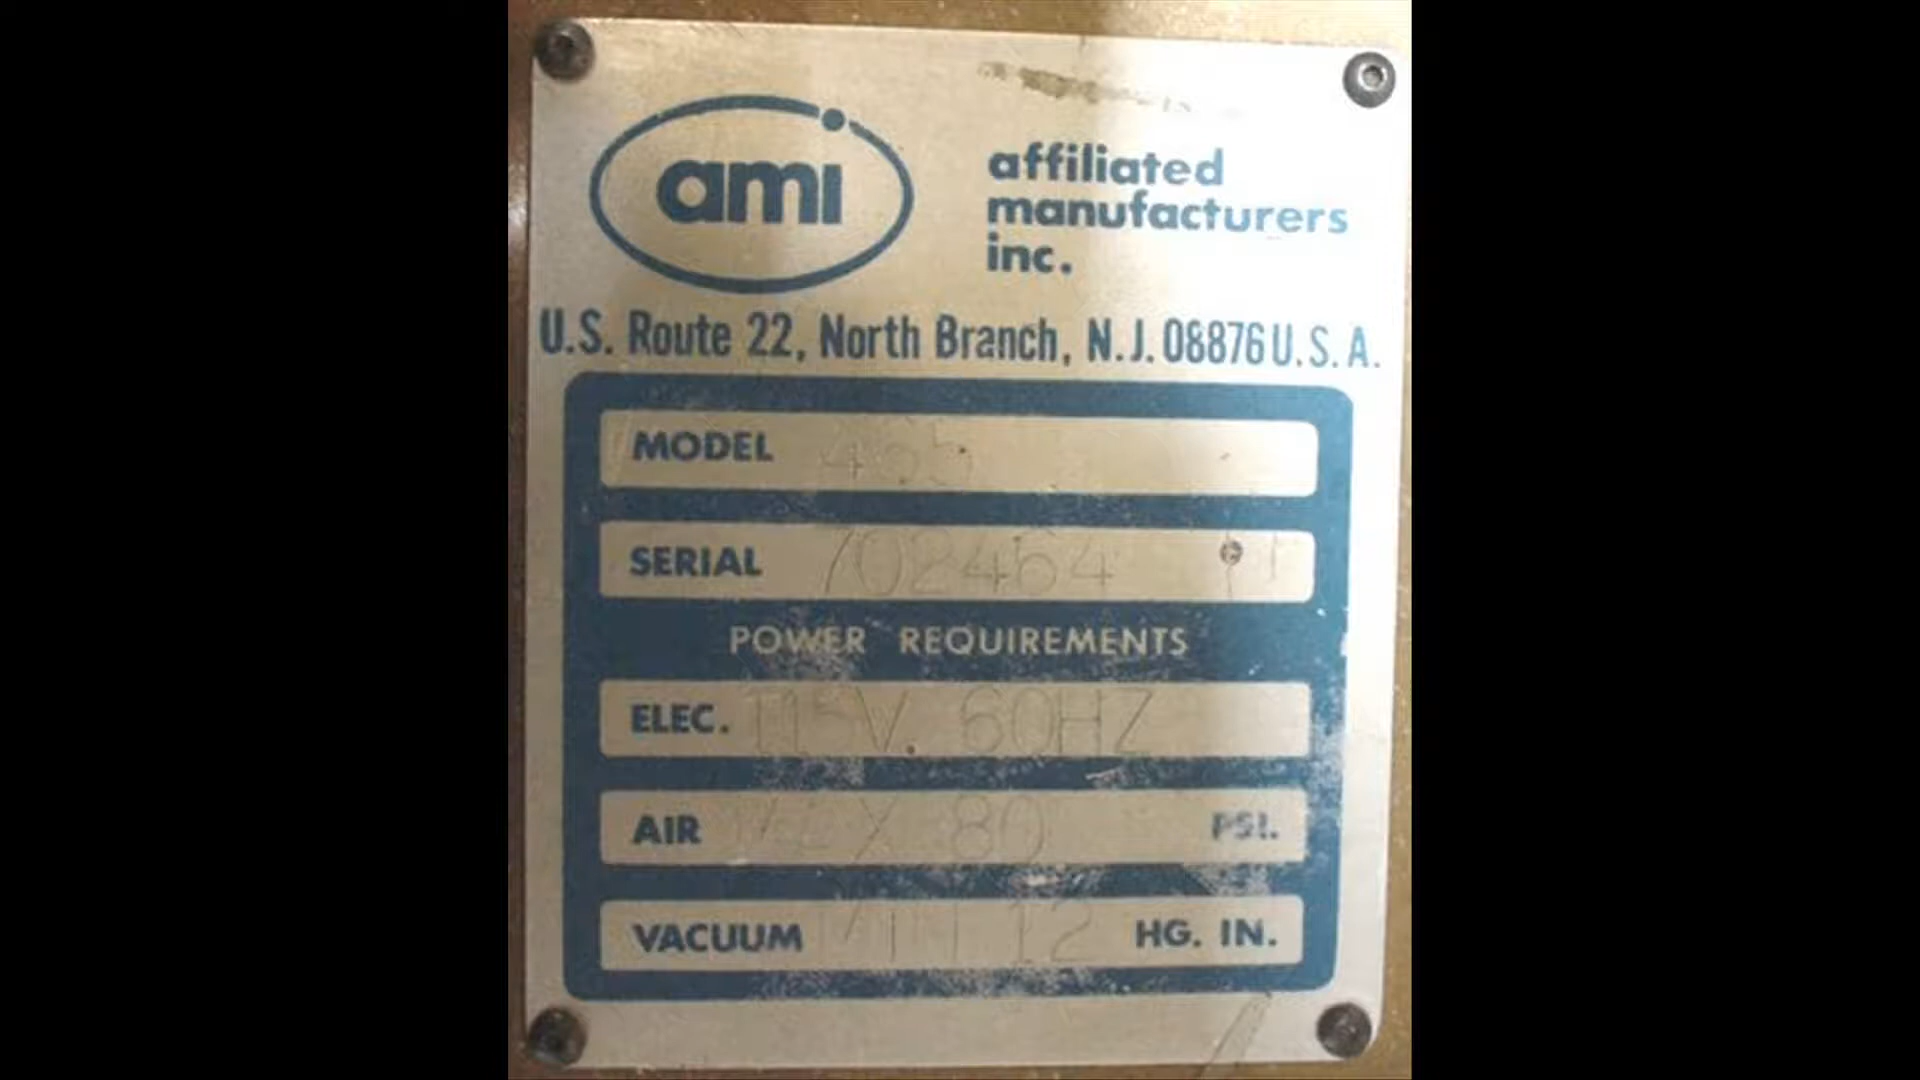 ami
affiliated
manufacturers
inc.
U.S. Route 22, North Branch, N.J. 08876 U.S.A.
MODEL 465
SERIAL 702464
POWER REQUIREMENTS
ELEC. 115V. 60HZ
AIR 80 PSI.
VACUUM 12 HG. IN.